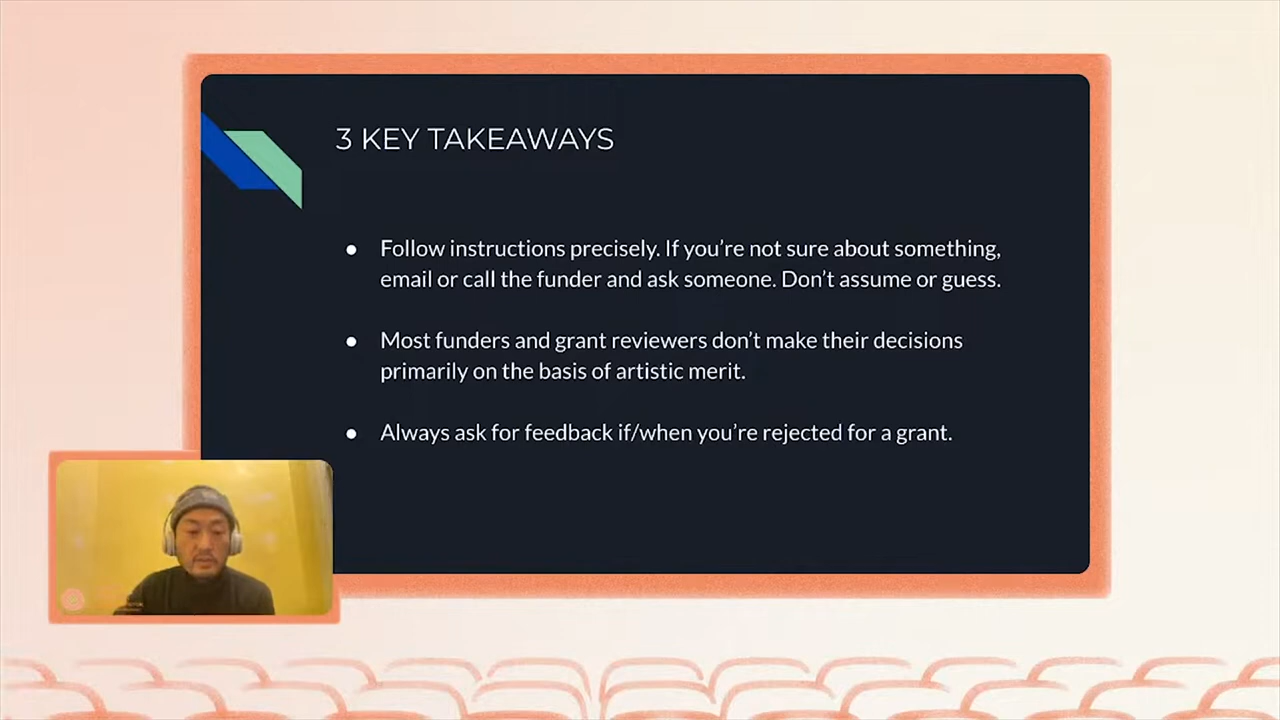 3 KEY TAKEAWAYS
● Follow instructions precisely. If you’re not sure about something,
email or call the funder and ask someone. Don’t assume or guess.
● Most funders and grant reviewers don’t make their decisions
primarily on the basis of artistic merit.
● Always ask for feedback if/when you’re rejected for a grant.